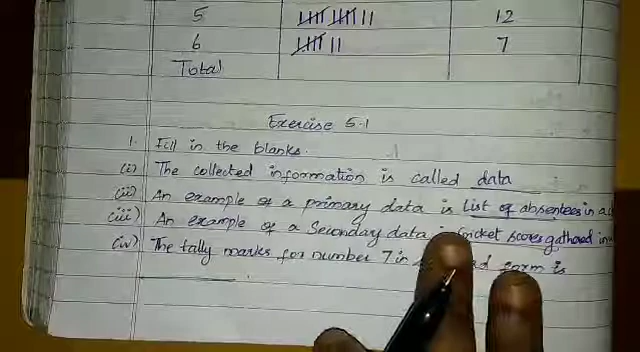 5 𝍸 𝍸 || 12
6 𝍸 || 7
Total
Exercise 5.1
1. Fill in the blanks.
(i) The collected information is called data
(ii) An example of a primary data is List of absentees in a
(iii) An example of a Secondary data Cricket scores gathered in
(iv) The tally marks for number 7 in form is